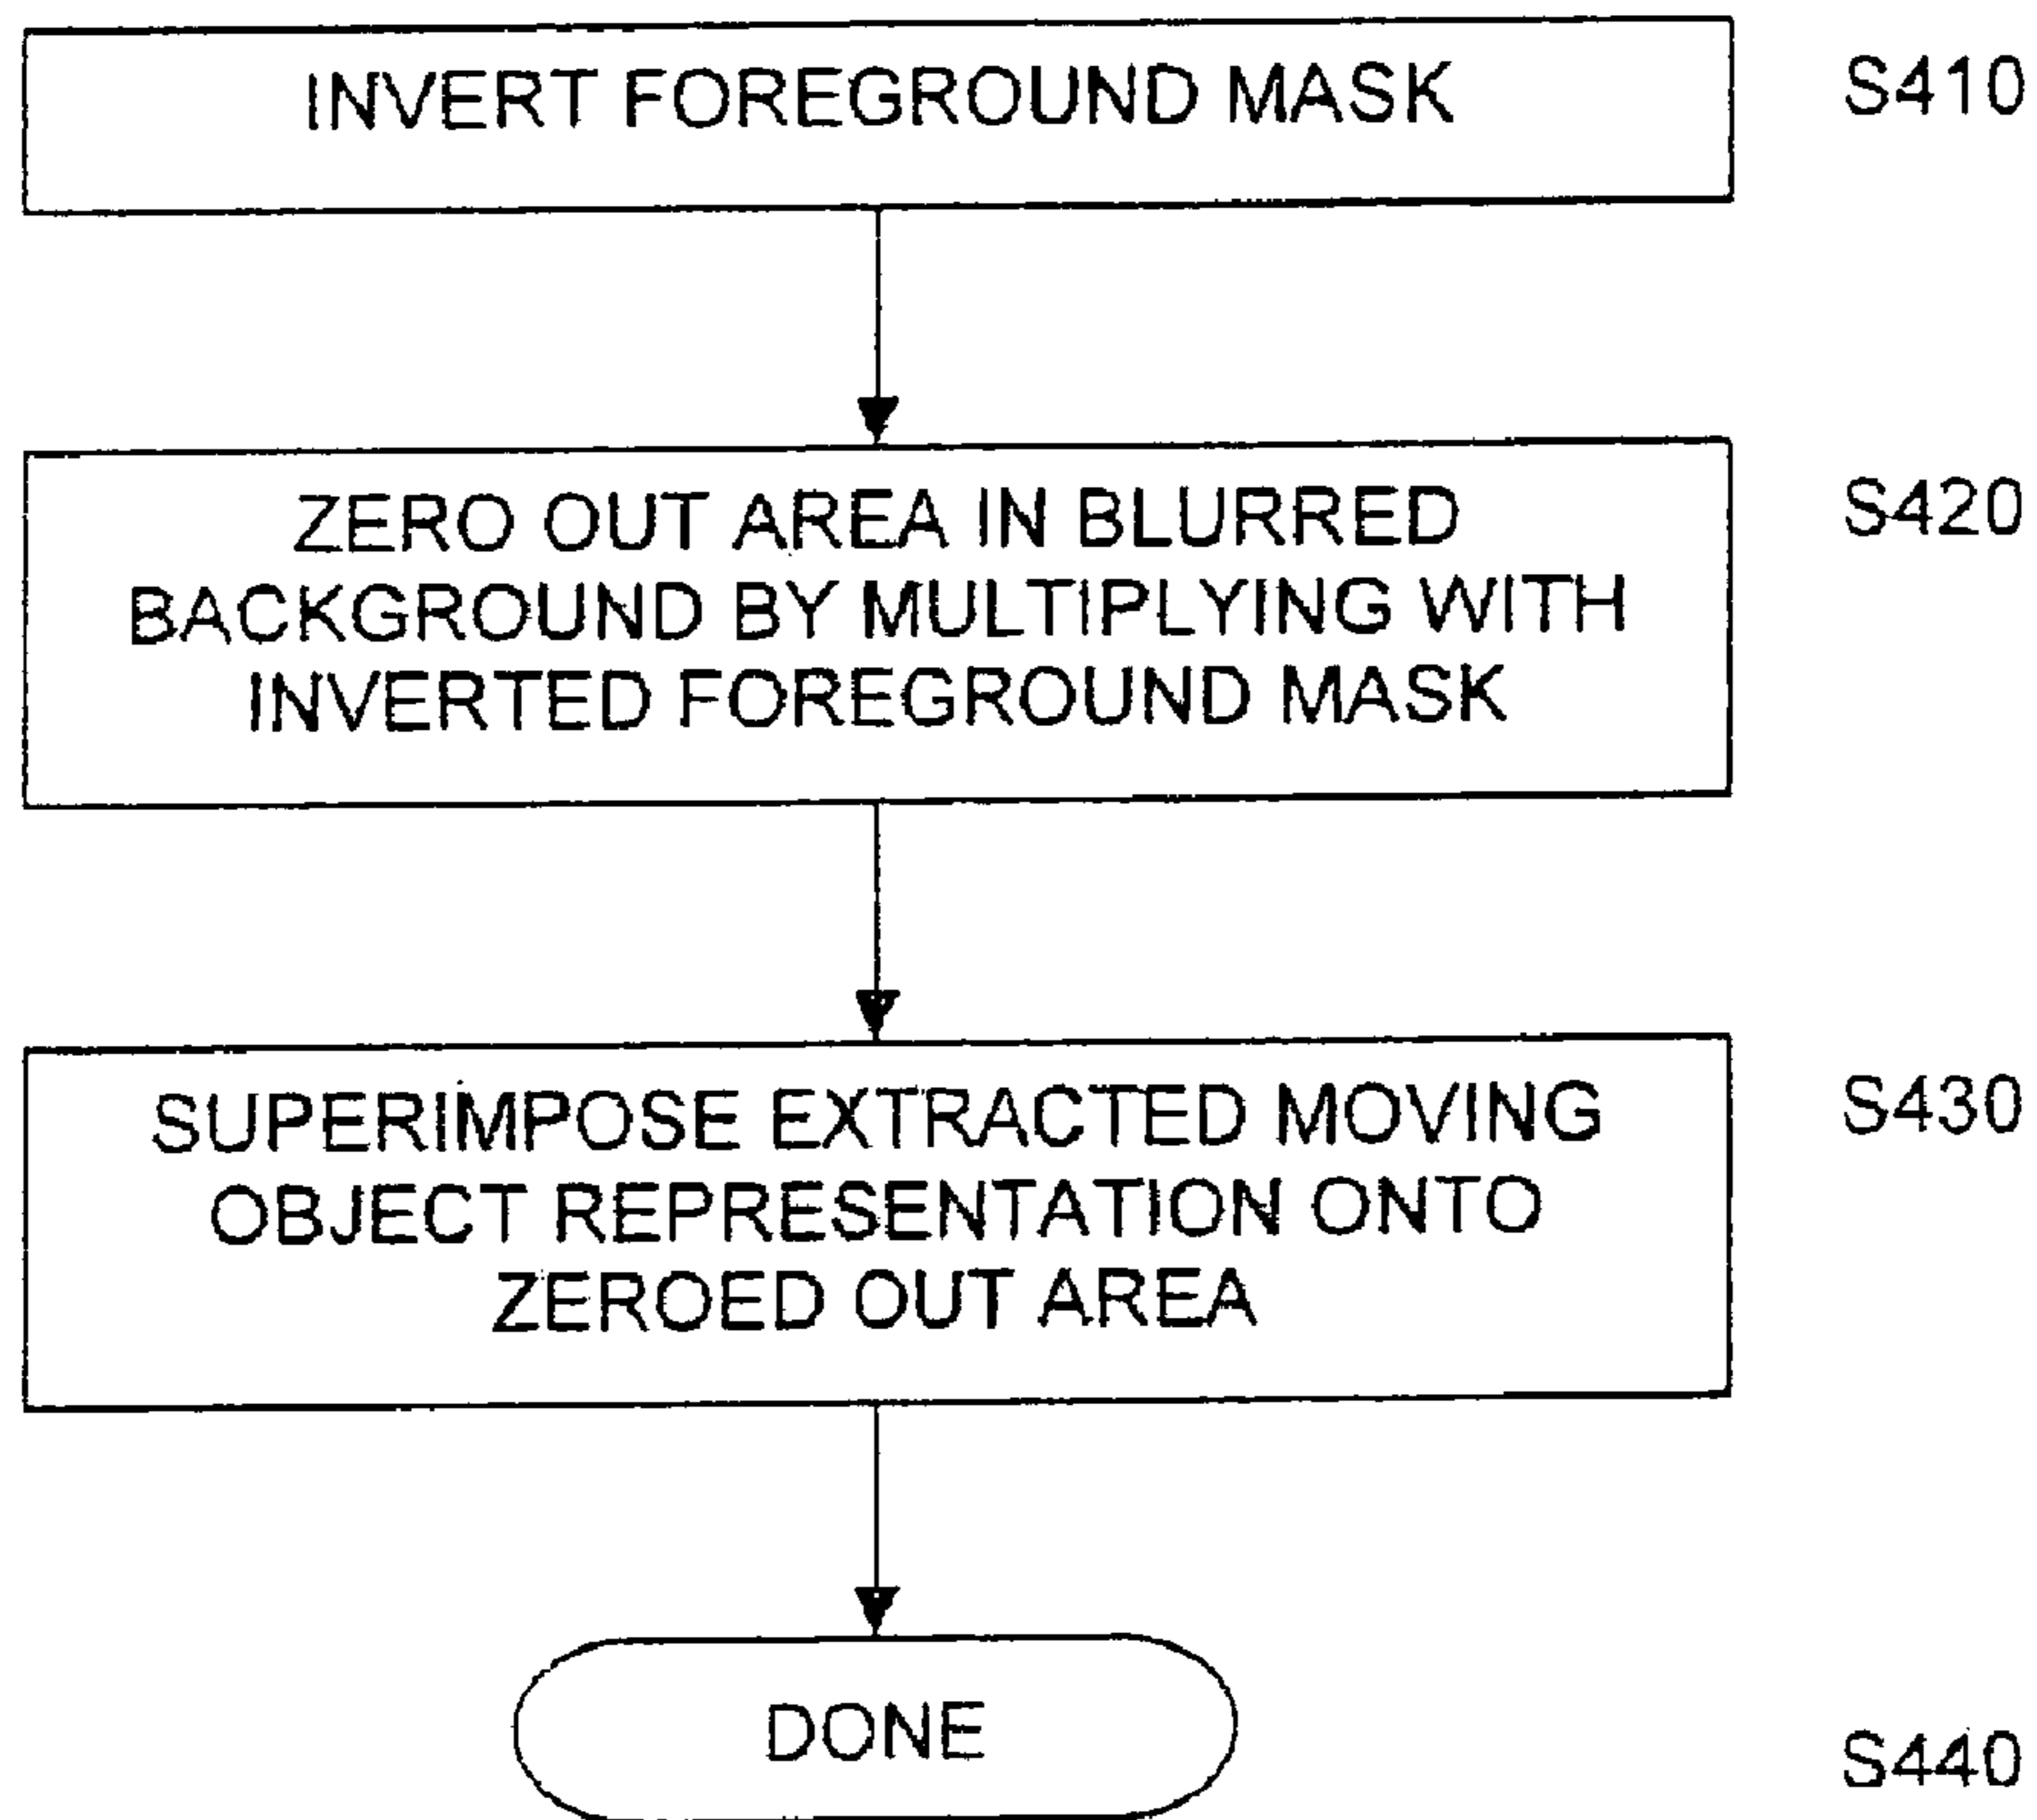 INVERT FOREGROUND MASK
S410
ZERO OUT AREA IN BLURRED
BACKGROUND BY MULTIPLYING WITH
INVERTED FOREGROUND MASK
S420
SUPERIMPOSE EXTRACTED MOVING
OBJECT REPRESENTATION ONTO
ZEROED OUT AREA
S430
DONE
S440